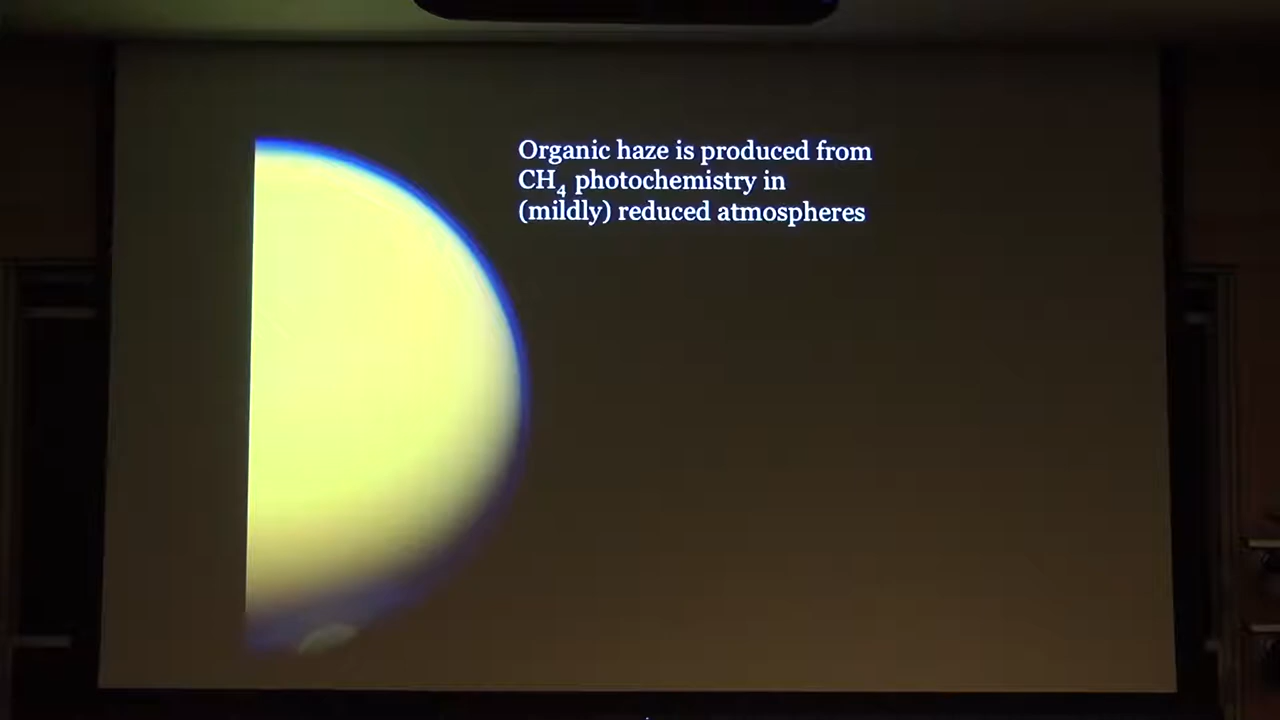 Organic haze is produced from
CH₄ photochemistry in
(mildly) reduced atmospheres